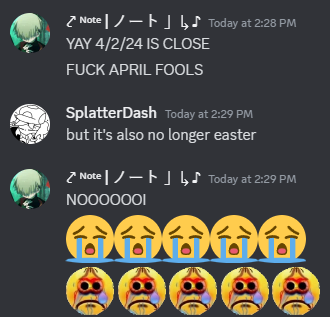 ⤤ ᴺᵒᵗᵉ | ノート 」↳♪ Today at 2:28 PM
YAY 4/2/24 IS CLOSE
FUCK APRIL FOOLS
SplatterDash Today at 2:29 PM
but it's also no longer easter
⤤ ᴺᵒᵗᵉ | ノート 」↳♪ Today at 2:29 PM
NOOOOOOI